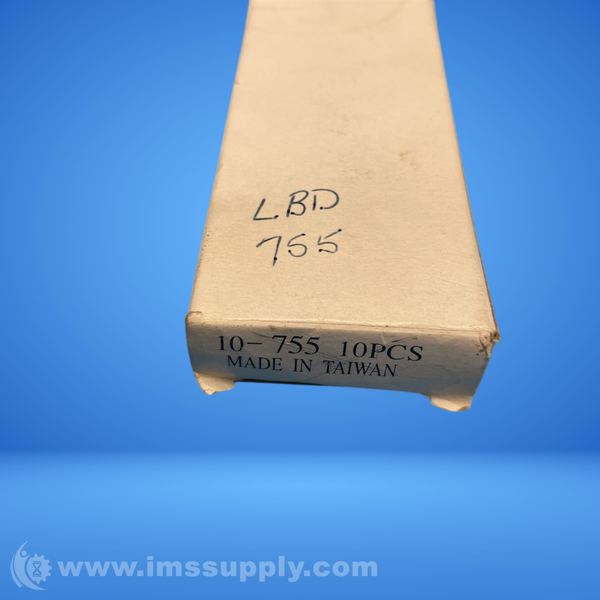 LBD
755
10-755 10PCS
MADE IN TAIWAN
www.imssupply.com